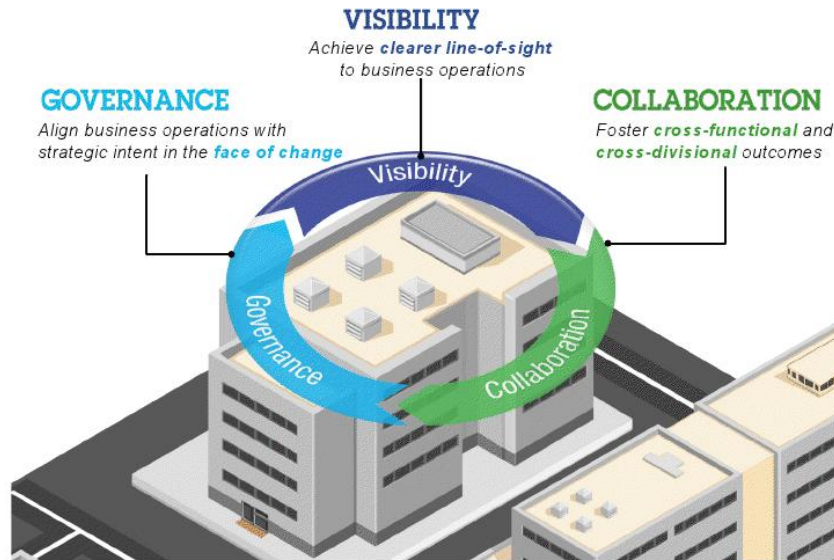 VISIBILITY
Achieve clearer line-of-sight
to business operations
GOVERNANCE
Align business operations with
strategic intent in the face of change
COLLABORATION
Foster cross-functional and
cross-divisional outcomes
Visibility
Governance
Collaboration